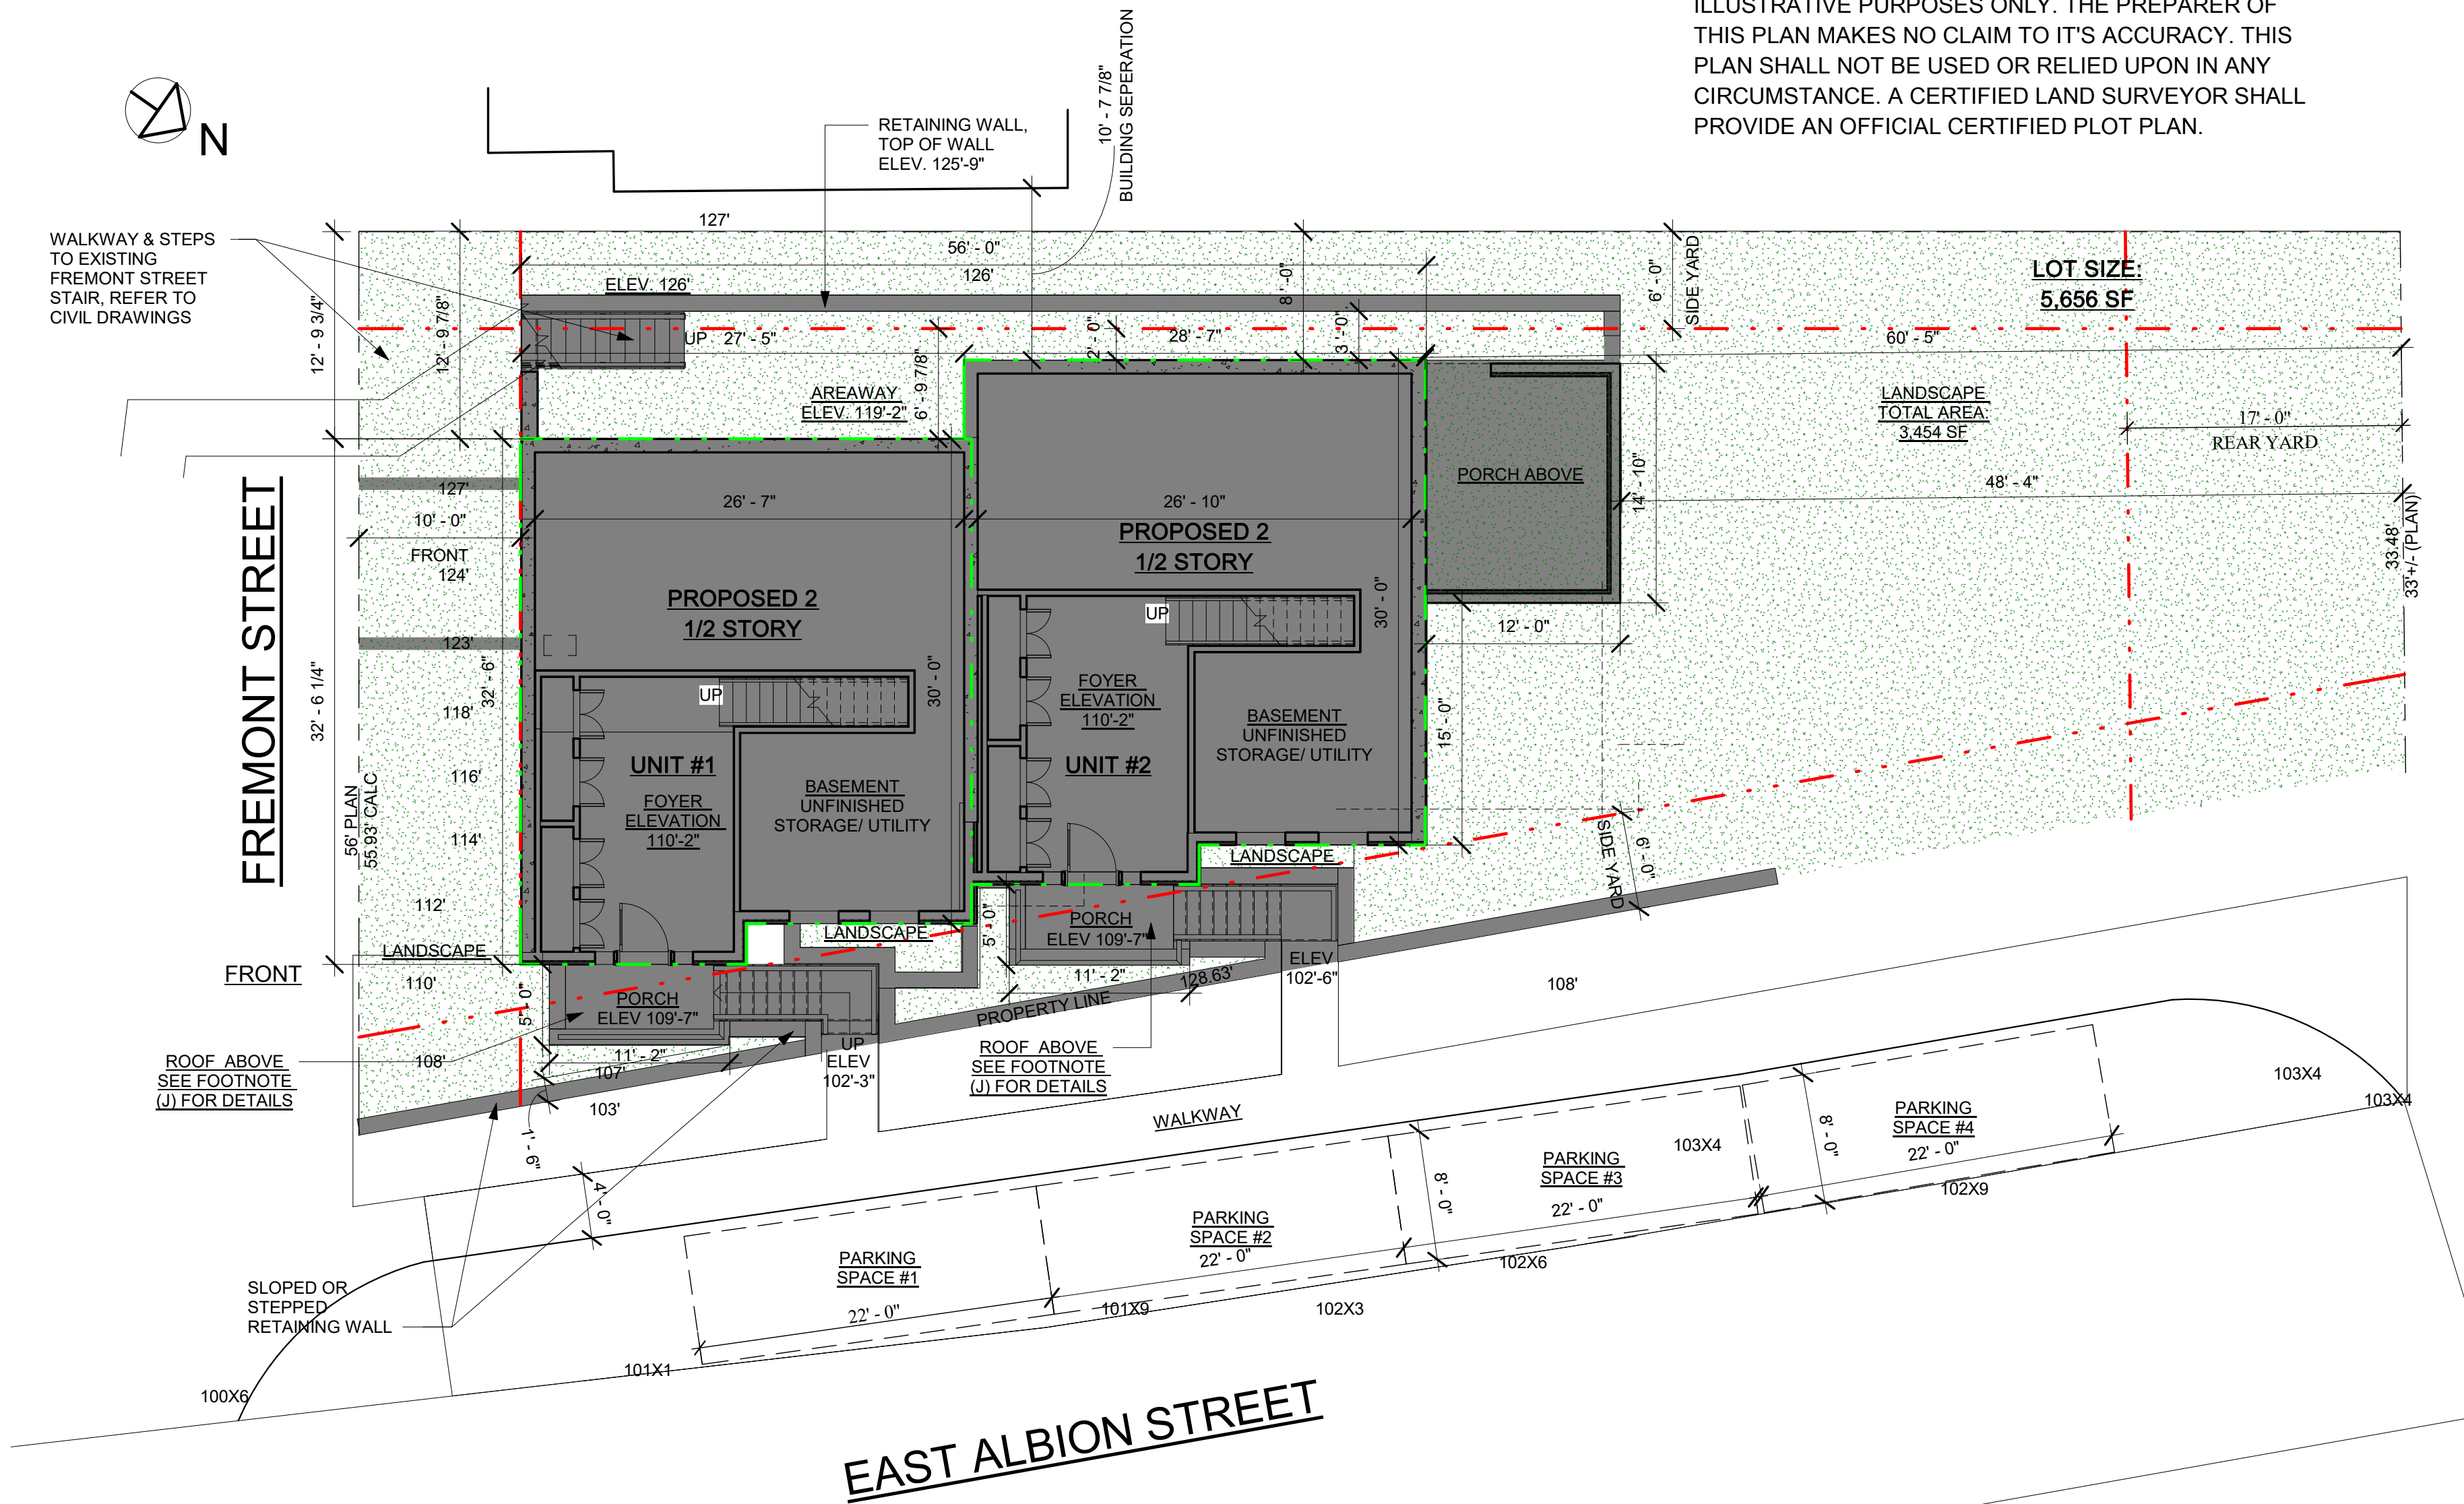 ILLUSTRATIVE PURPOSES ONLY. THE PREPARER OF
THIS PLAN MAKES NO CLAIM TO IT'S ACCURACY. THIS
PLAN SHALL NOT BE USED OR RELIED UPON IN ANY
CIRCUMSTANCE. A CERTIFIED LAND SURVEYOR SHALL
PROVIDE AN OFFICIAL CERTIFIED PLOT PLAN.
N
RETAINING WALL,
TOP OF WALL
ELEV. 125'-9"
10' - 7 7/8"
BUILDING SEPERATION
WALKWAY & STEPS
TO EXISTING
FREMONT STREET
STAIR, REFER TO
CIVIL DRAWINGS
127'
56' - 0"
126'
ELEV. 126'
12' - 9 3/4"
12' - 9 7/8"
8' - 0"
6' - 0"
SIDE YARD
LOT SIZE:
5,656 SF
UP
27' - 5"
2' - 0"
28' - 7"
3' - 0"
60' - 5"
AREAWAY
ELEV. 119'-2"
6' - 9 7/8"
LANDSCAPE
TOTAL AREA:
3,454 SF
17' - 0"
REAR YARD
PORCH ABOVE
14' - 10"
48' - 4"
33.48'
33'+/- (PLAN)
FREMONT STREET
127'
10' - 0"
FRONT
124'
123'
118'
116'
114'
112'
110'
108'
32' - 6 1/4"
32' - 6"
56' PLAN
55.93' CALC
26' - 7"
26' - 10"
PROPOSED 2
1/2 STORY
PROPOSED 2
1/2 STORY
30' - 0"
30' - 0"
UP
UP
12' - 0"
15' - 0"
FOYER
ELEVATION
110'-2"
UNIT #2
BASEMENT
UNFINISHED
STORAGE/ UTILITY
UNIT #1
FOYER
ELEVATION
110'-2"
BASEMENT
UNFINISHED
STORAGE/ UTILITY
LANDSCAPE
SIDE YARD
6' - 0"
LANDSCAPE
LANDSCAPE
FRONT
PORCH
ELEV 109'-7"
5' - 0"
11' - 2"
128.63'
PROPERTY LINE
ELEV
102'-6"
108'
PORCH
ELEV 109'-7"
5' - 0"
11' - 2"
107'
UP
ELEV
102'-3"
ROOF ABOVE
SEE FOOTNOTE
(J) FOR DETAILS
ROOF ABOVE
SEE FOOTNOTE
(J) FOR DETAILS
103'
1' - 6"
4' - 0"
WALKWAY
PARKING
SPACE #1
22' - 0"
PARKING
SPACE #2
22' - 0"
8' - 0"
PARKING
SPACE #3
22' - 0"
103X4
8' - 0"
PARKING
SPACE #4
22' - 0"
103X4
103X4
102X9
102X6
102X3
101X9
101X1
100X6
SLOPED OR
STEPPED
RETAINING WALL
EAST ALBION STREET